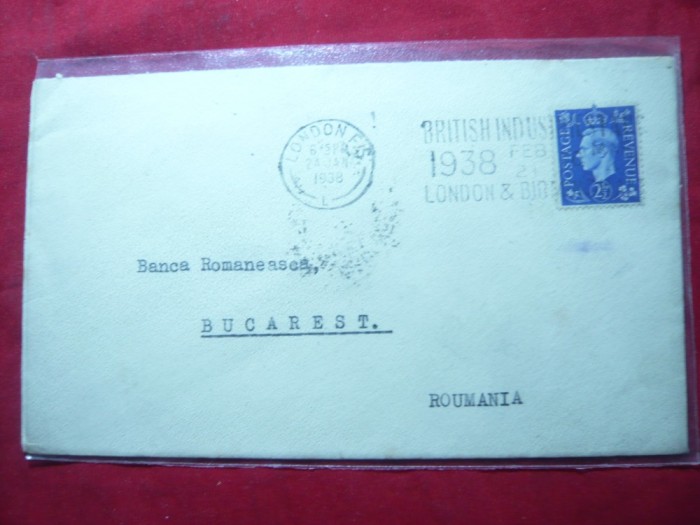 LONDON E.C.
24 JAN
1938
BRITISH INDUS
1938 FEB
21
LONDON & BIR
POSTAGE
REVENUE
2½
Banca Romaneasca,
BUCAREST.
ROUMANIA